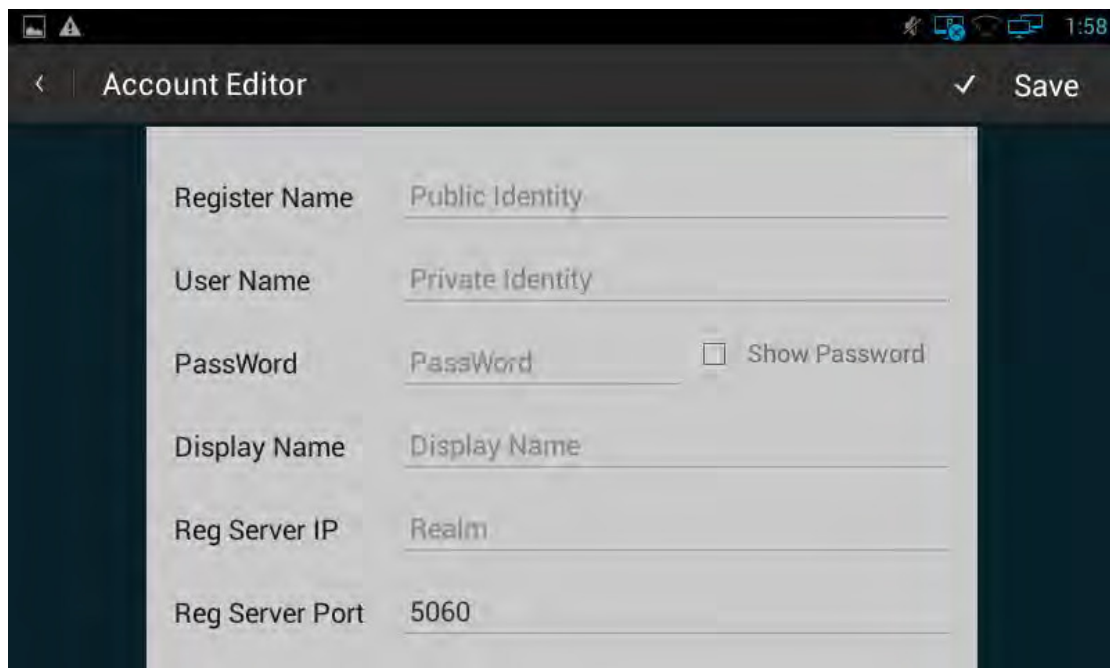 1:58
Account Editor
Save
Register Name Public Identity
User Name Private Identity
PassWord PassWord Show Password
Display Name Display Name
Reg Server IP Realm
Reg Server Port 5060